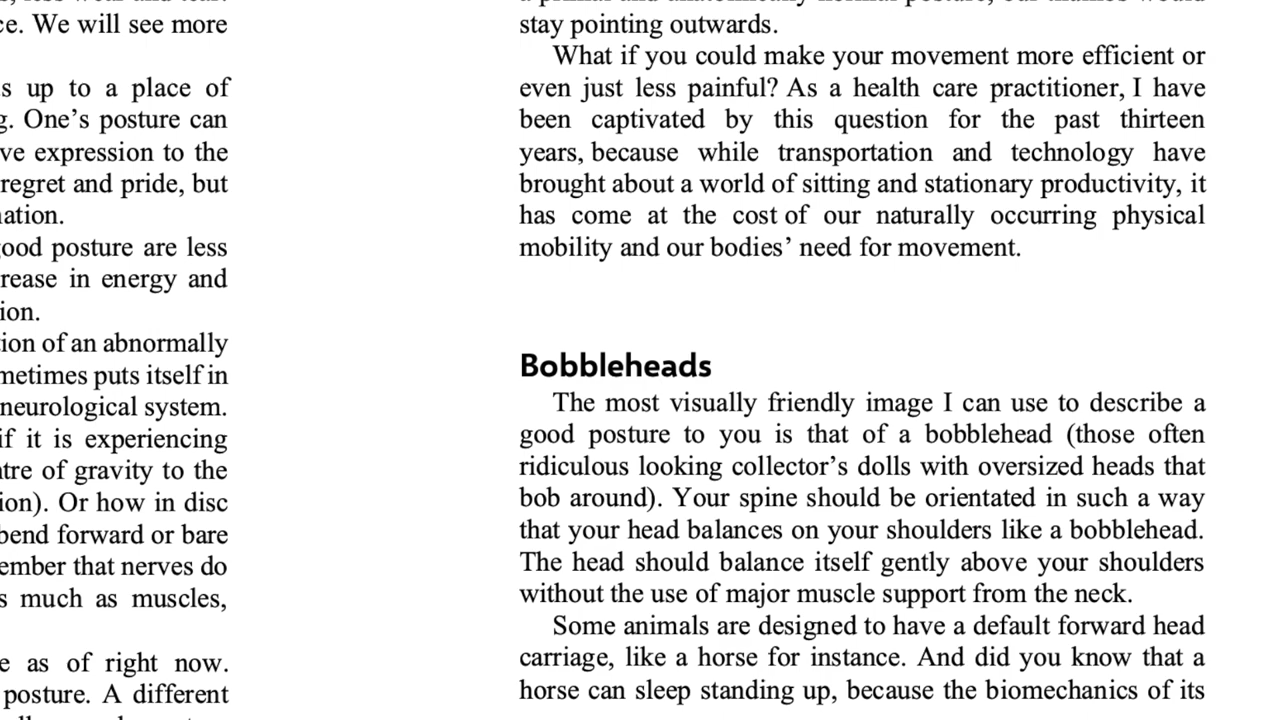 ce. We will see more
s up to a place of
g. One's posture can
ve expression to the
regret and pride, but
ation.
good posture are less
rease in energy and
ion.
tion of an abnormally
metimes puts itself in
neurological system.
if it is experiencing
tre of gravity to the
ion). Or how in disc
bend forward or bare
ember that nerves do
s much as muscles,
e as of right now.
posture. A different
stay pointing outwards.
What if you could make your movement more efficient or
even just less painful? As a health care practitioner, I have
been captivated by this question for the past thirteen
years, because while transportation and technology have
brought about a world of sitting and stationary productivity, it
has come at the cost of our naturally occurring physical
mobility and our bodies' need for movement.
Bobbleheads
The most visually friendly image I can use to describe a
good posture to you is that of a bobblehead (those often
ridiculous looking collector's dolls with oversized heads that
bob around). Your spine should be orientated in such a way
that your head balances on your shoulders like a bobblehead.
The head should balance itself gently above your shoulders
without the use of major muscle support from the neck.
Some animals are designed to have a default forward head
carriage, like a horse for instance. And did you know that a
horse can sleep standing up, because the biomechanics of its